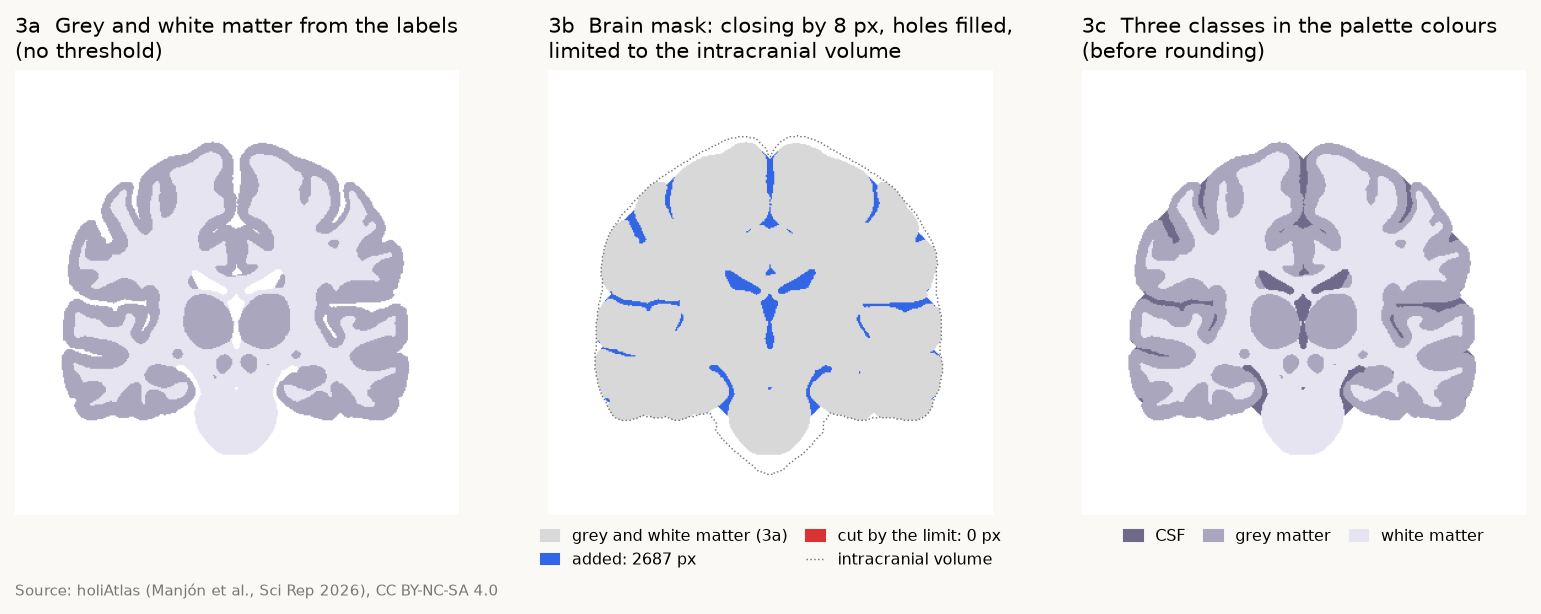 3a  Grey and white matter from the labels
(no threshold)
3b  Brain mask: closing by 8 px, holes filled,
limited to the intracranial volume
3c  Three classes in the palette colours
(before rounding)
grey and white matter (3a)
cut by the limit: 0 px
added: 2687 px
intracranial volume
CSF
grey matter
white matter
Source: holiAtlas (Manjón et al., Sci Rep 2026), CC BY-NC-SA 4.0